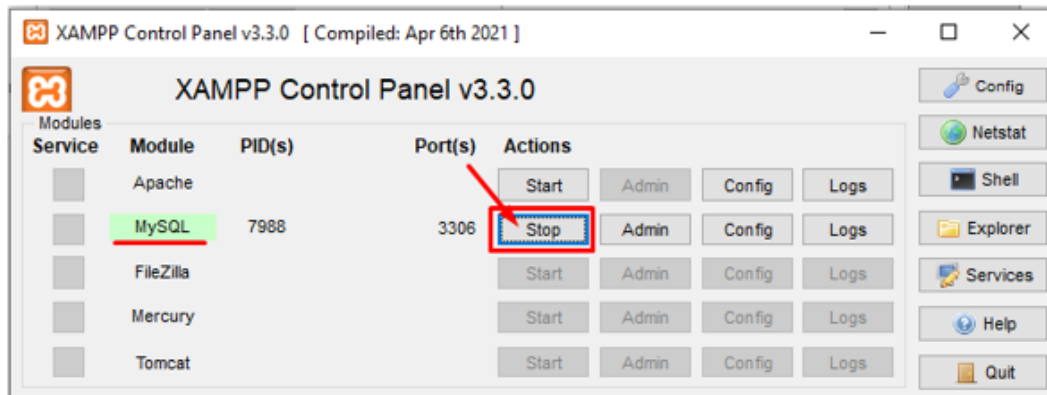 XAMPP Control Panel v3.3.0 [ Compiled: Apr 6th 2021 ]
XAMPP Control Panel v3.3.0
Config
Modules
Netstat
Service Module PID(s) Port(s) Actions
Apache Start Admin Config Logs
Shell
MySQL 7988 3306 Stop Admin Config Logs
Explorer
FileZilla Start Admin Config Logs
Services
Mercury Start Admin Config Logs
Help
Tomcat Start Admin Config Logs
Quit